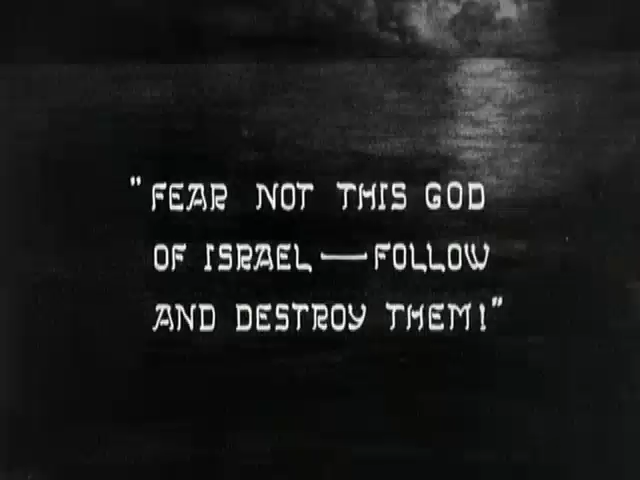 "FEAR NOT THIS GOD
OF ISRAEL — FOLLOW
AND DESTROY THEM!"